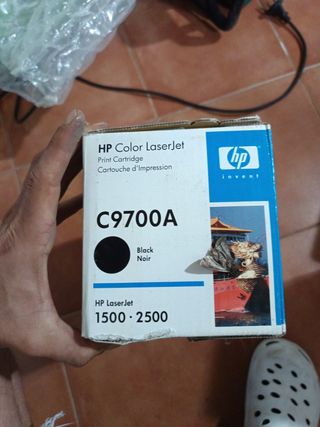 HP Color LaserJet
Print Cartridge
Cartouche d'Impression
hp
invent
C9700A
Black
Noir
HP LaserJet
1500 · 2500